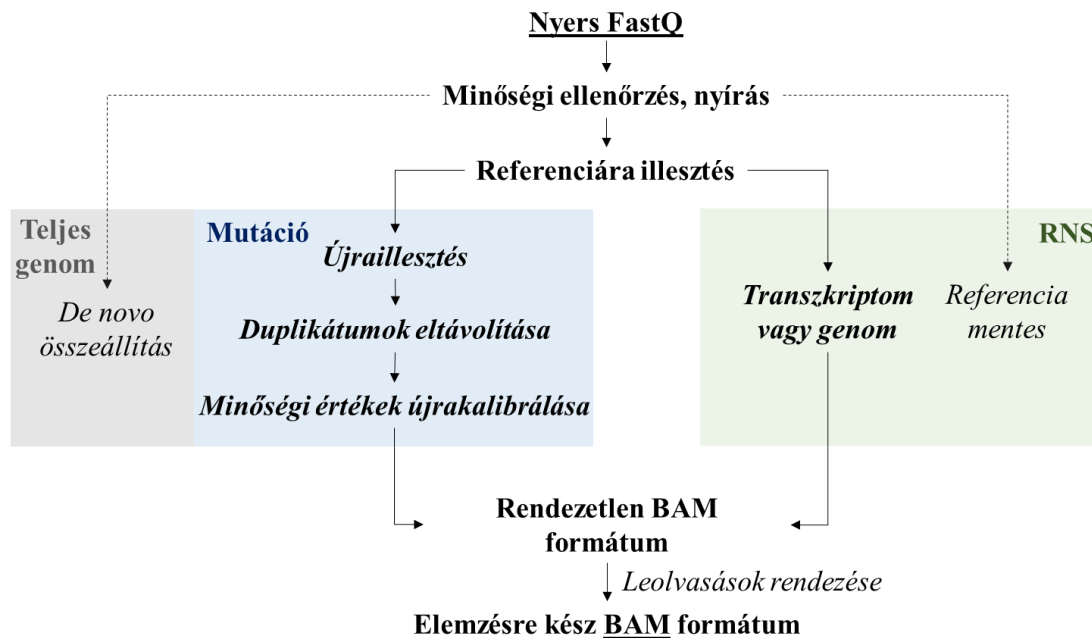 Nyers FastQ
Minőségi ellenőrzés, nyírás
Referenciára illesztés
Teljes
genom
De novo
összeállítás
Mutáció
Újraillesztés
Duplikátumok eltávolítása
Minőségi értékek újrakalibrálása
RNS
Transzkriptom
vagy genom
Referencia
mentes
Rendezetlen BAM
formátum
Leolvasások rendezése
Elemzésre kész BAM formátum